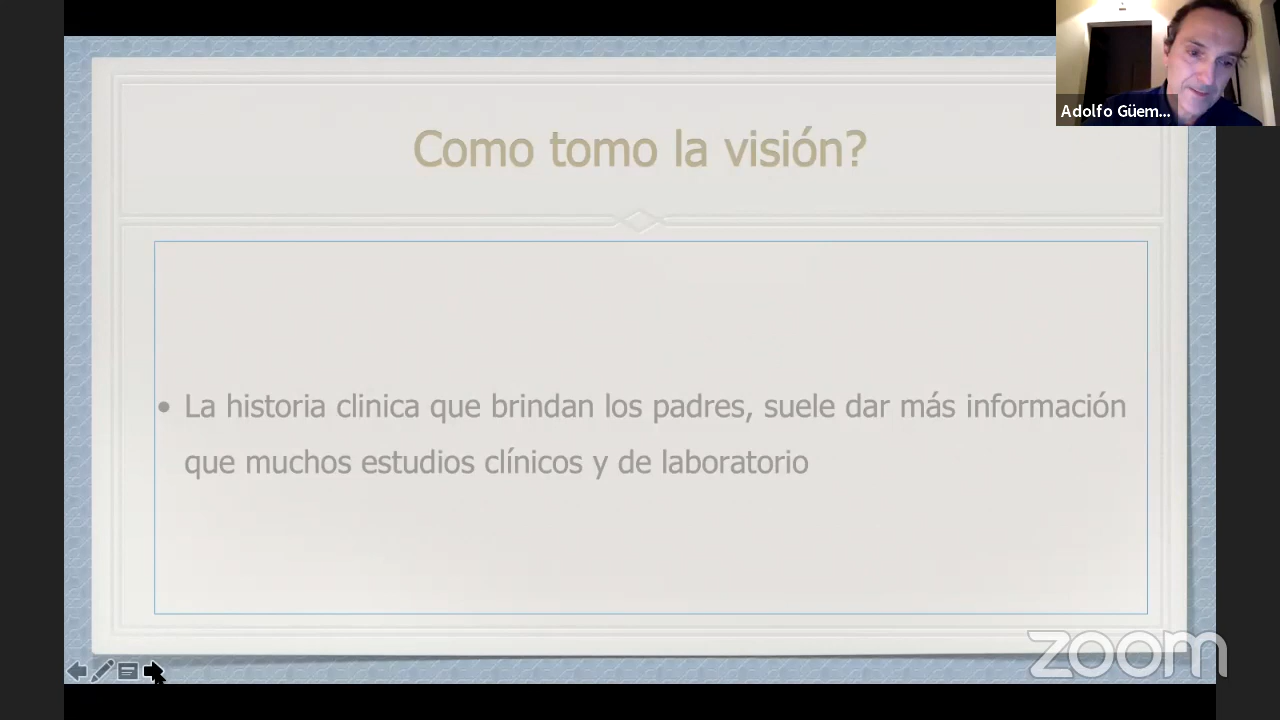 Adolfo Güem...
Como tomo la visión?
• La historia clinica que brindan los padres, suele dar más información
que muchos estudios clínicos y de laboratorio
zoom